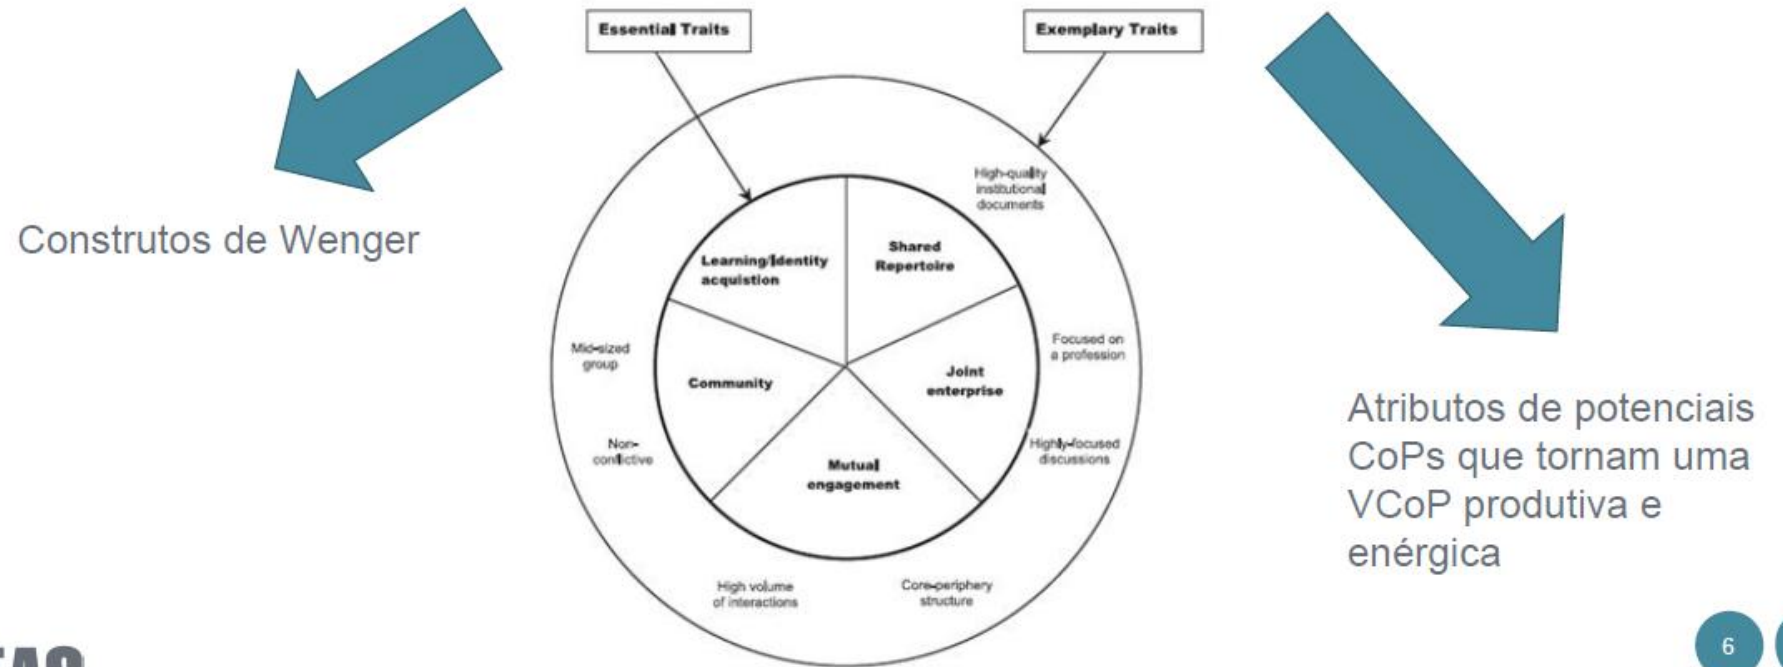 Essential Traits
Exemplary Traits
High-quality
institutional
documents
Construtos de Wenger
Learning/Identity
acquistion
Shared
Repertoire
Mid-sized
group
Focused on
a profession
Community
Joint
enterprise
Atributos de potenciais
CoPs que tornam uma
VCoP produtiva e
enérgica
Non-
conflictive
Highly-focused
discussions
Mutual
engagement
High volume
of interactions
Core-periphery
structure
6